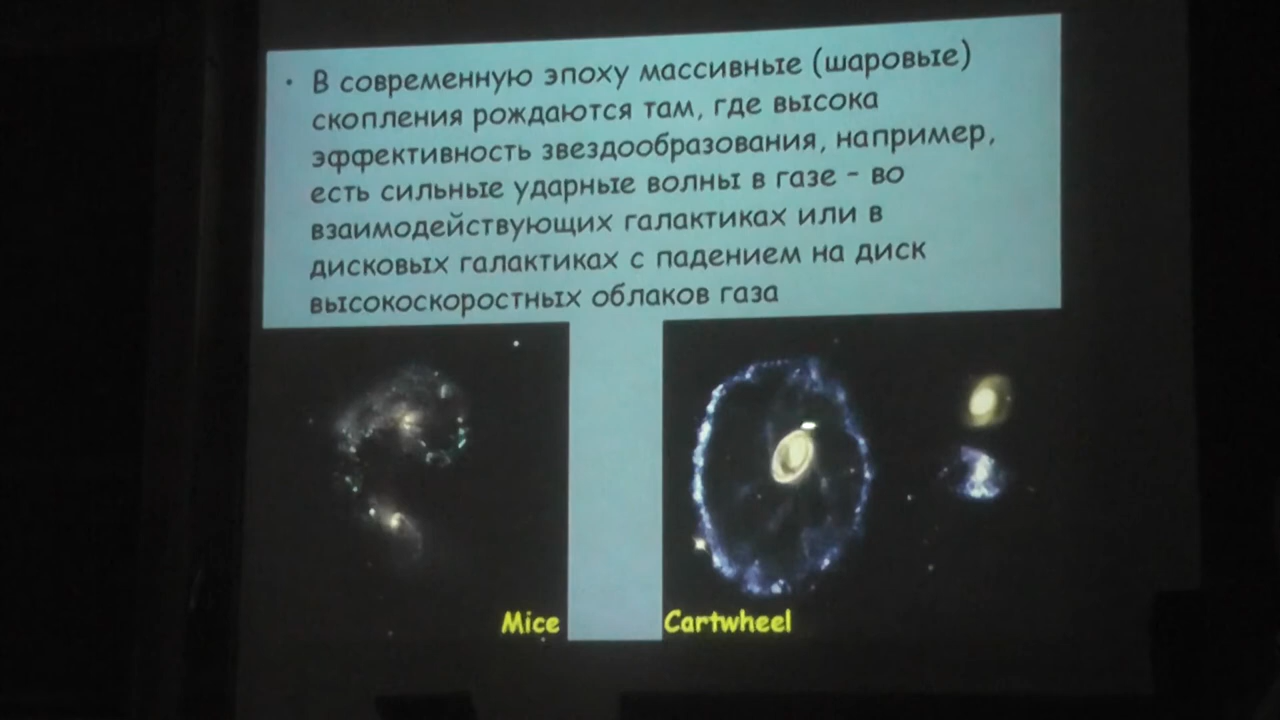 • В современную эпоху массивные (шаровые)
скопления рождаются там, где высока
эффективность звездообразования, например,
есть сильные ударные волны в газе – во
взаимодействующих галактиках или в
дисковых галактиках с падением на диск
высокоскоростных облаков газа
Mice
Cartwheel